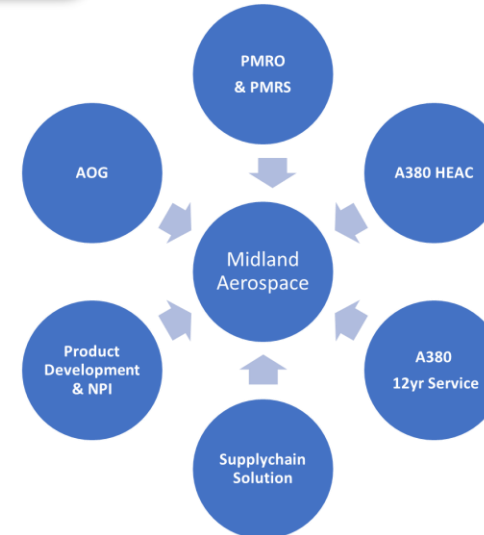 PMRO
& PMRS
AOG
A380 HEAC
Midland
Aerospace
Product
Development
& NPI
A380
12yr Service
Supplychain
Solution